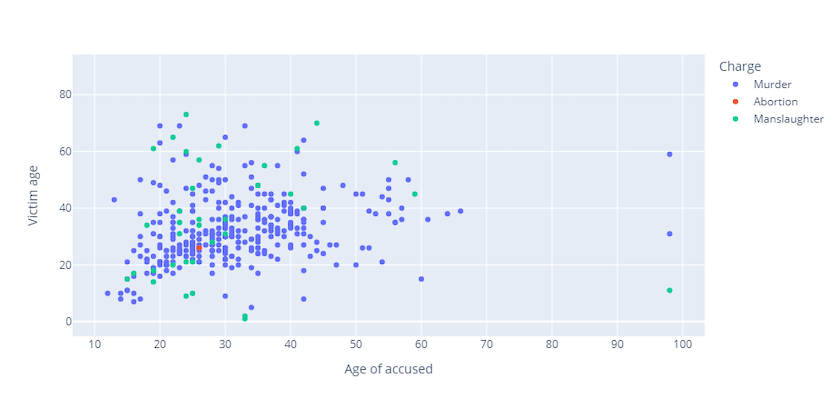 Charge
Murder
Abortion
Manslaughter
Victim age
80
60
40
20
0
10 20 30 40 50 60 70 80 90 100
Age of accused